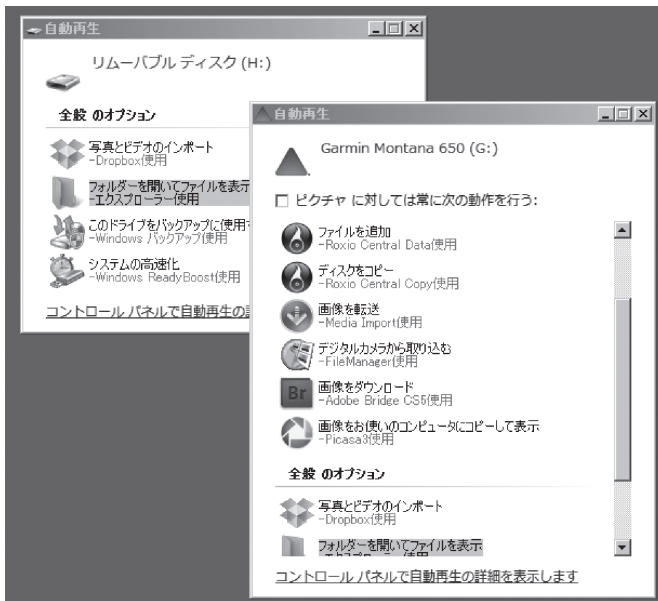 自動再生
リムーバブル ディスク (H:)
全般 のオプション
写真とビデオのインポート
-Dropbox使用
フォルダーを開いてファイルを表示
-エクスプローラー使用
このドライブをバックアップに使用
-Windows バックアップ使用
システムの高速化
-Windows ReadyBoost使用
コントロール パネルで自動再生の
自動再生
Garmin Montana 650 (G:)
ピクチャ に対しては常に次の動作を行う:
ファイルを追加
-Roxio Central Data使用
ディスクをコピー
-Roxio Central Copy使用
画像を転送
-Media Import使用
デジタルカメラから取り込む
-FileManager使用
Br
画像をダウンロード
-Adobe Bridge CS5使用
画像をお使いのコンピュータにコピーして表示
-Picasa3使用
全般 のオプション
写真とビデオのインポート
-Dropbox使用
フォルダーを開いてファイルを表示
-エクスプローラー使用
コントロール パネルで自動再生の詳細を表示します